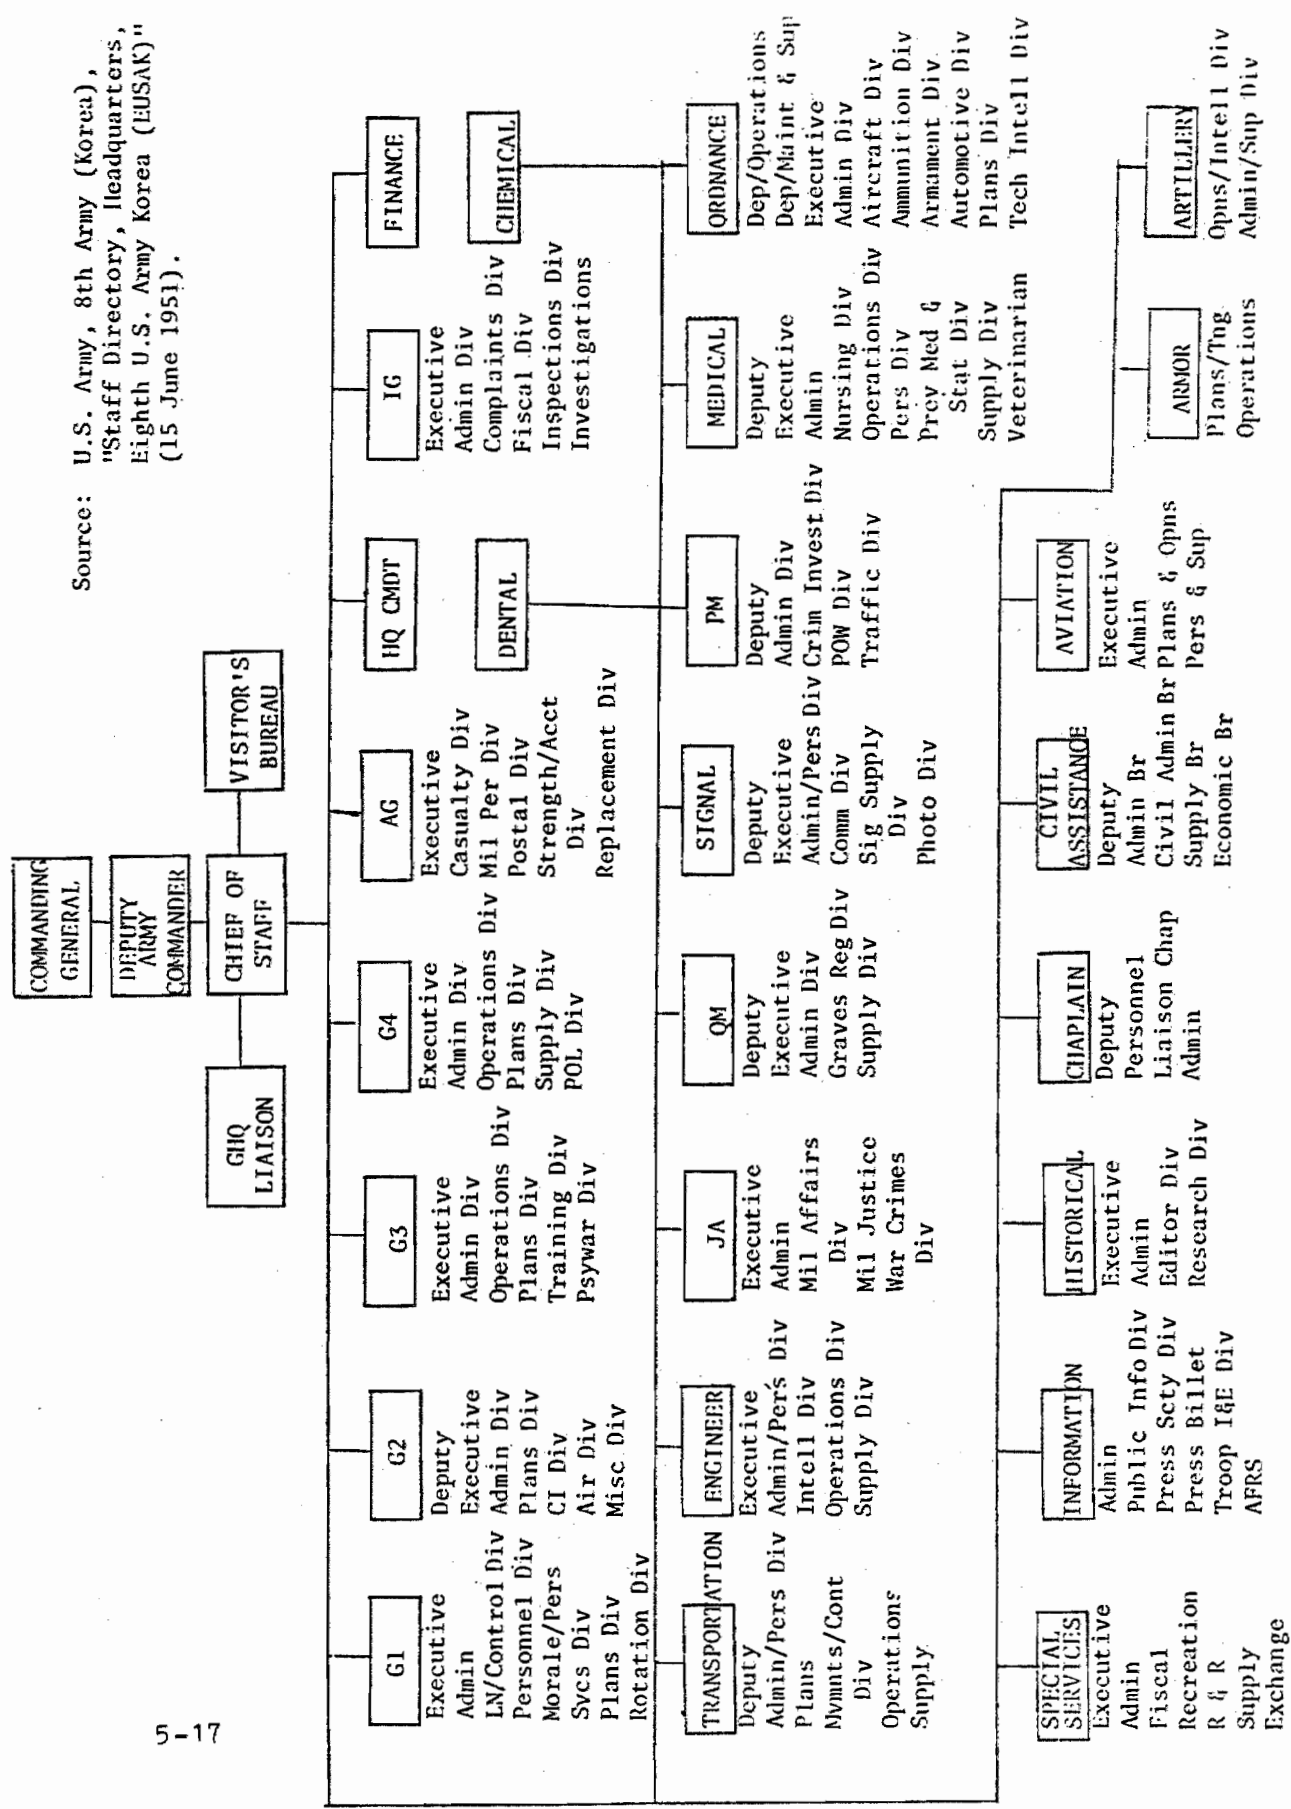 Source: U.S. Army, 8th Army (Korea),
"Staff Directory, Headquarters,
Eighth U.S. Army Korea (EUSAK)"
(15 June 1951).
COMMANDING
GENERAL
DEPUTY
ARMY
COMMANDER
GHQ
LIAISON
CHIEF OF
STAFF
VISITOR'S
BUREAU
G1
Executive
Admin
LN/Control Div
Personnel Div
Morale/Pers
Svcs Div
Plans Div
Rotation Div
G2
Deputy
Executive
Admin Div
Plans Div
CI Div
Air Div
Misc Div
G3
Executive
Admin Div
Operations Div
Plans Div
Training Div
Psywar Div
G4
Executive
Admin Div
Operations Div
Plans Div
Supply Div
POL Div
AG
Executive
Casualty Div
Mil Per Div
Postal Div
Strength/Acct
Div
Replacement Div
HQ CMDT
IG
Executive
Admin Div
Complaints Div
Fiscal Div
Inspections Div
Investigations
FINANCE
DENTAL
CHEMICAL
TRANSPORTATION
Deputy
Admin/Pers Div
Plans
Mvmnts/Cont
Div
Operations
Supply
ENGINEER
Executive
Admin/Pers Div
Intell Div
Operations Div
Supply Div
JA
Executive
Admin
Mil Affairs
Div
Mil Justice
War Crimes
Div
QM
Deputy
Executive
Admin Div
Graves Reg Div
Supply Div
SIGNAL
Deputy
Executive
Admin/Pers Div
Comm Div
Sig Supply
Div
Photo Div
PM
Deputy
Admin Div
Crim Invest Div
POW Div
Traffic Div
MEDICAL
Deputy
Executive
Admin
Nursing Div
Operations Div
Pers Div
Prev Med &
Stat Div
Supply Div
Veterinarian
ORDNANCE
Dep/Operations
Dep/Maint & Sup
Executive
Admin Div
Aircraft Div
Ammunition Div
Armament Div
Automotive Div
Plans Div
Tech Intell Div
SPECIAL
SERVICES
Executive
Admin
Fiscal
Recreation
R & R
Supply
Exchange
INFORMATION
Admin
Public Info Div
Press Scty Div
Press Billet
Troop I&E Div
AFRS
HISTORICAL
Executive
Admin
Editor Div
Research Div
CHAPLAIN
Deputy
Personnel
Liaison Chap
Admin
CIVIL
ASSISTANCE
Deputy
Admin Br
Civil Admin Br
Supply Br
Economic Br
AVIATION
Executive
Admin
Plans & Opns
Pers & Sup
ARMOR
Plans/Tng
Operations
ARTILLERY
Opns/Intell Div
Admin/Sup Div
5-17